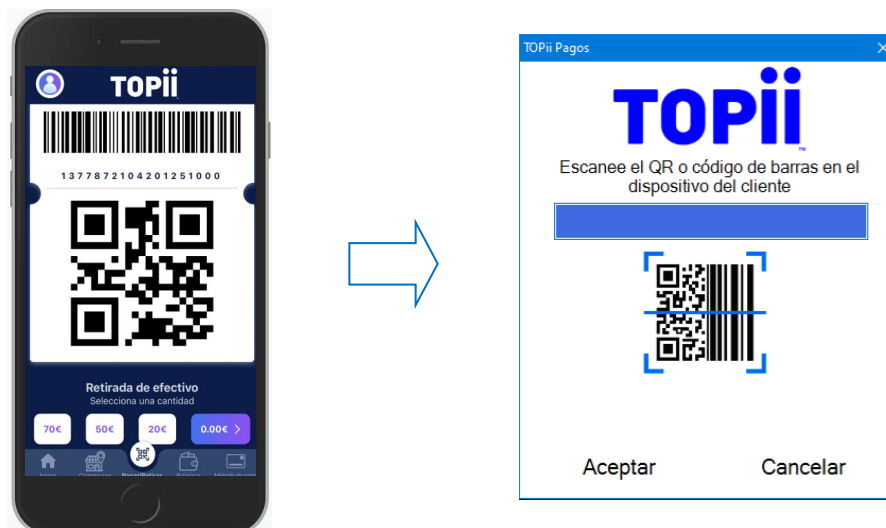 TOPii
1377872104201251000
Retirada de efectivo
Selecciona una cantidad
70€ 50€ 20€ 0.00€ >
TOPii Pagos
TOPii™
Escanee el QR o código de barras en el
dispositivo del cliente
Aceptar Cancelar